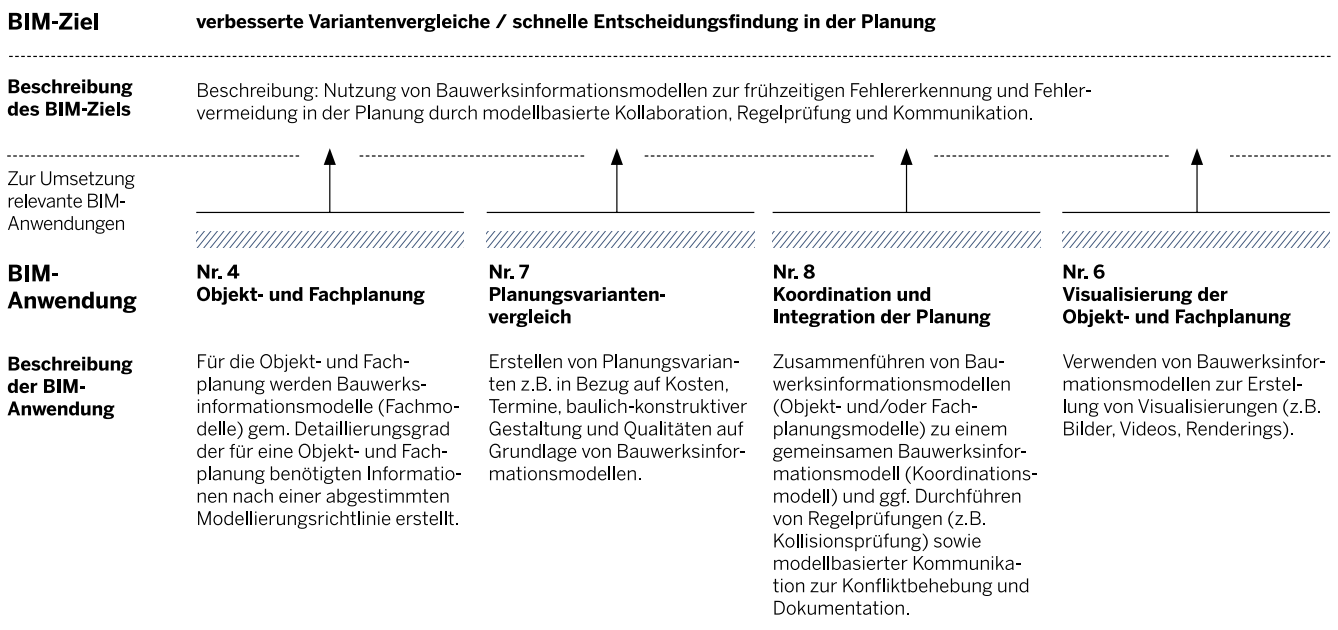 BIM-Ziel
verbesserte Variantenvergleiche / schnelle Entscheidungsfindung in der Planung
Beschreibung
des BIM-Ziels
Beschreibung: Nutzung von Bauwerksinformationsmodellen zur frühzeitigen Fehlererkennung und Fehler-
vermeidung in der Planung durch modellbasierte Kollaboration, Regelprüfung und Kommunikation.
Zur Umsetzung
relevante BIM-
Anwendungen
BIM-
Anwendung
Nr. 4
Objekt- und Fachplanung
Nr. 7
Planungsvarianten-
vergleich
Nr. 8
Koordination und
Integration der Planung
Nr. 6
Visualisierung der
Objekt- und Fachplanung
Beschreibung
der BIM-
Anwendung
Für die Objekt- und Fach-
planung werden Bauwerks-
informationsmodelle (Fachmo-
delle) gem. Detaillierungsgrad
der für eine Objekt- und Fach-
planung benötigten Informatio-
nen nach einer abgestimmten
Modellierungsrichtlinie erstellt.
Erstellen von Planungsvarian-
ten z.B. in Bezug auf Kosten,
Termine, baulich-konstruktiver
Gestaltung und Qualitäten auf
Grundlage von Bauwerksinfor-
mationsmodellen.
Zusammenführen von Bau-
werksinformationsmodellen
(Objekt- und/oder Fach-
planungsmodelle) zu einem
gemeinsamen Bauwerksinfor-
mationsmodell (Koordinations-
modell) und ggf. Durchführen
von Regelprüfungen (z.B.
Kollisionsprüfung) sowie
modellbasierter Kommunika-
tion zur Konfliktbehebung und
Dokumentation.
Verwenden von Bauwerksinfor-
mationsmodellen zur Erstel-
lung von Visualisierungen (z.B.
Bilder, Videos, Renderings).